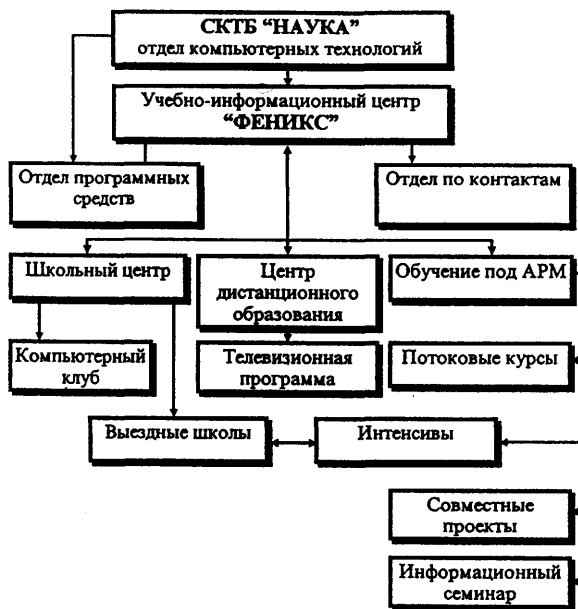 СКТБ "НАУКА"
отдел компьютерных технологий
Учебно-информационный центр
"ФЕНИКС"
Отдел программных
средств
Отдел по контактам
Школьный центр
Центр
дистанционного
образования
Обучение под АРМ
Компьютерный
клуб
Телевизионная
программа
Потоковые курсы
Выездные школы
Интенсивы
Совместные
проекты
Информационный
семинар